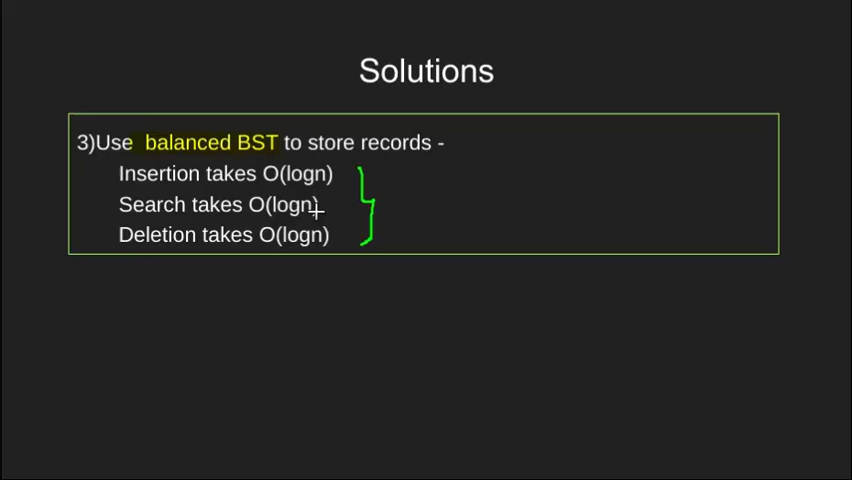 Solutions
3)Use balanced BST to store records -
Insertion takes O(logn)
Search takes O(logn)
Deletion takes O(logn)